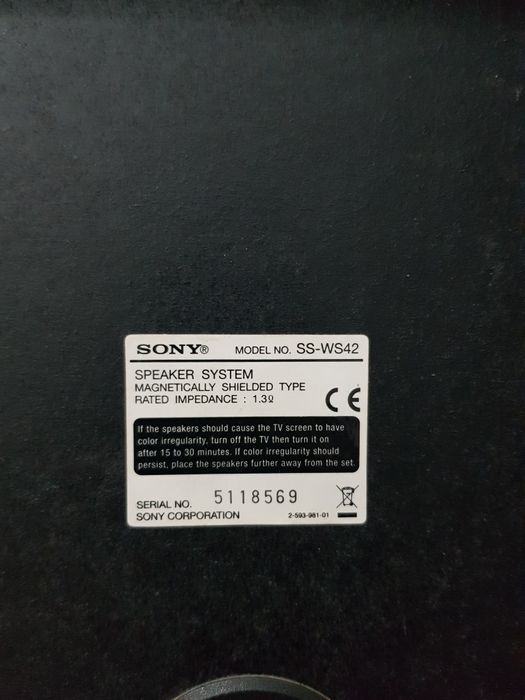 SONY® MODEL NO. SS-WS42
SPEAKER SYSTEM
MAGNETICALLY SHIELDED TYPE
RATED IMPEDANCE : 1.3Ω
CE
If the speakers should cause the TV screen to have
color irregularity, turn off the TV then turn it on
after 15 to 30 minutes. If color irregularity should
persist, place the speakers further away from the set.
SERIAL NO. 5118569
SONY CORPORATION 2-593-981-01